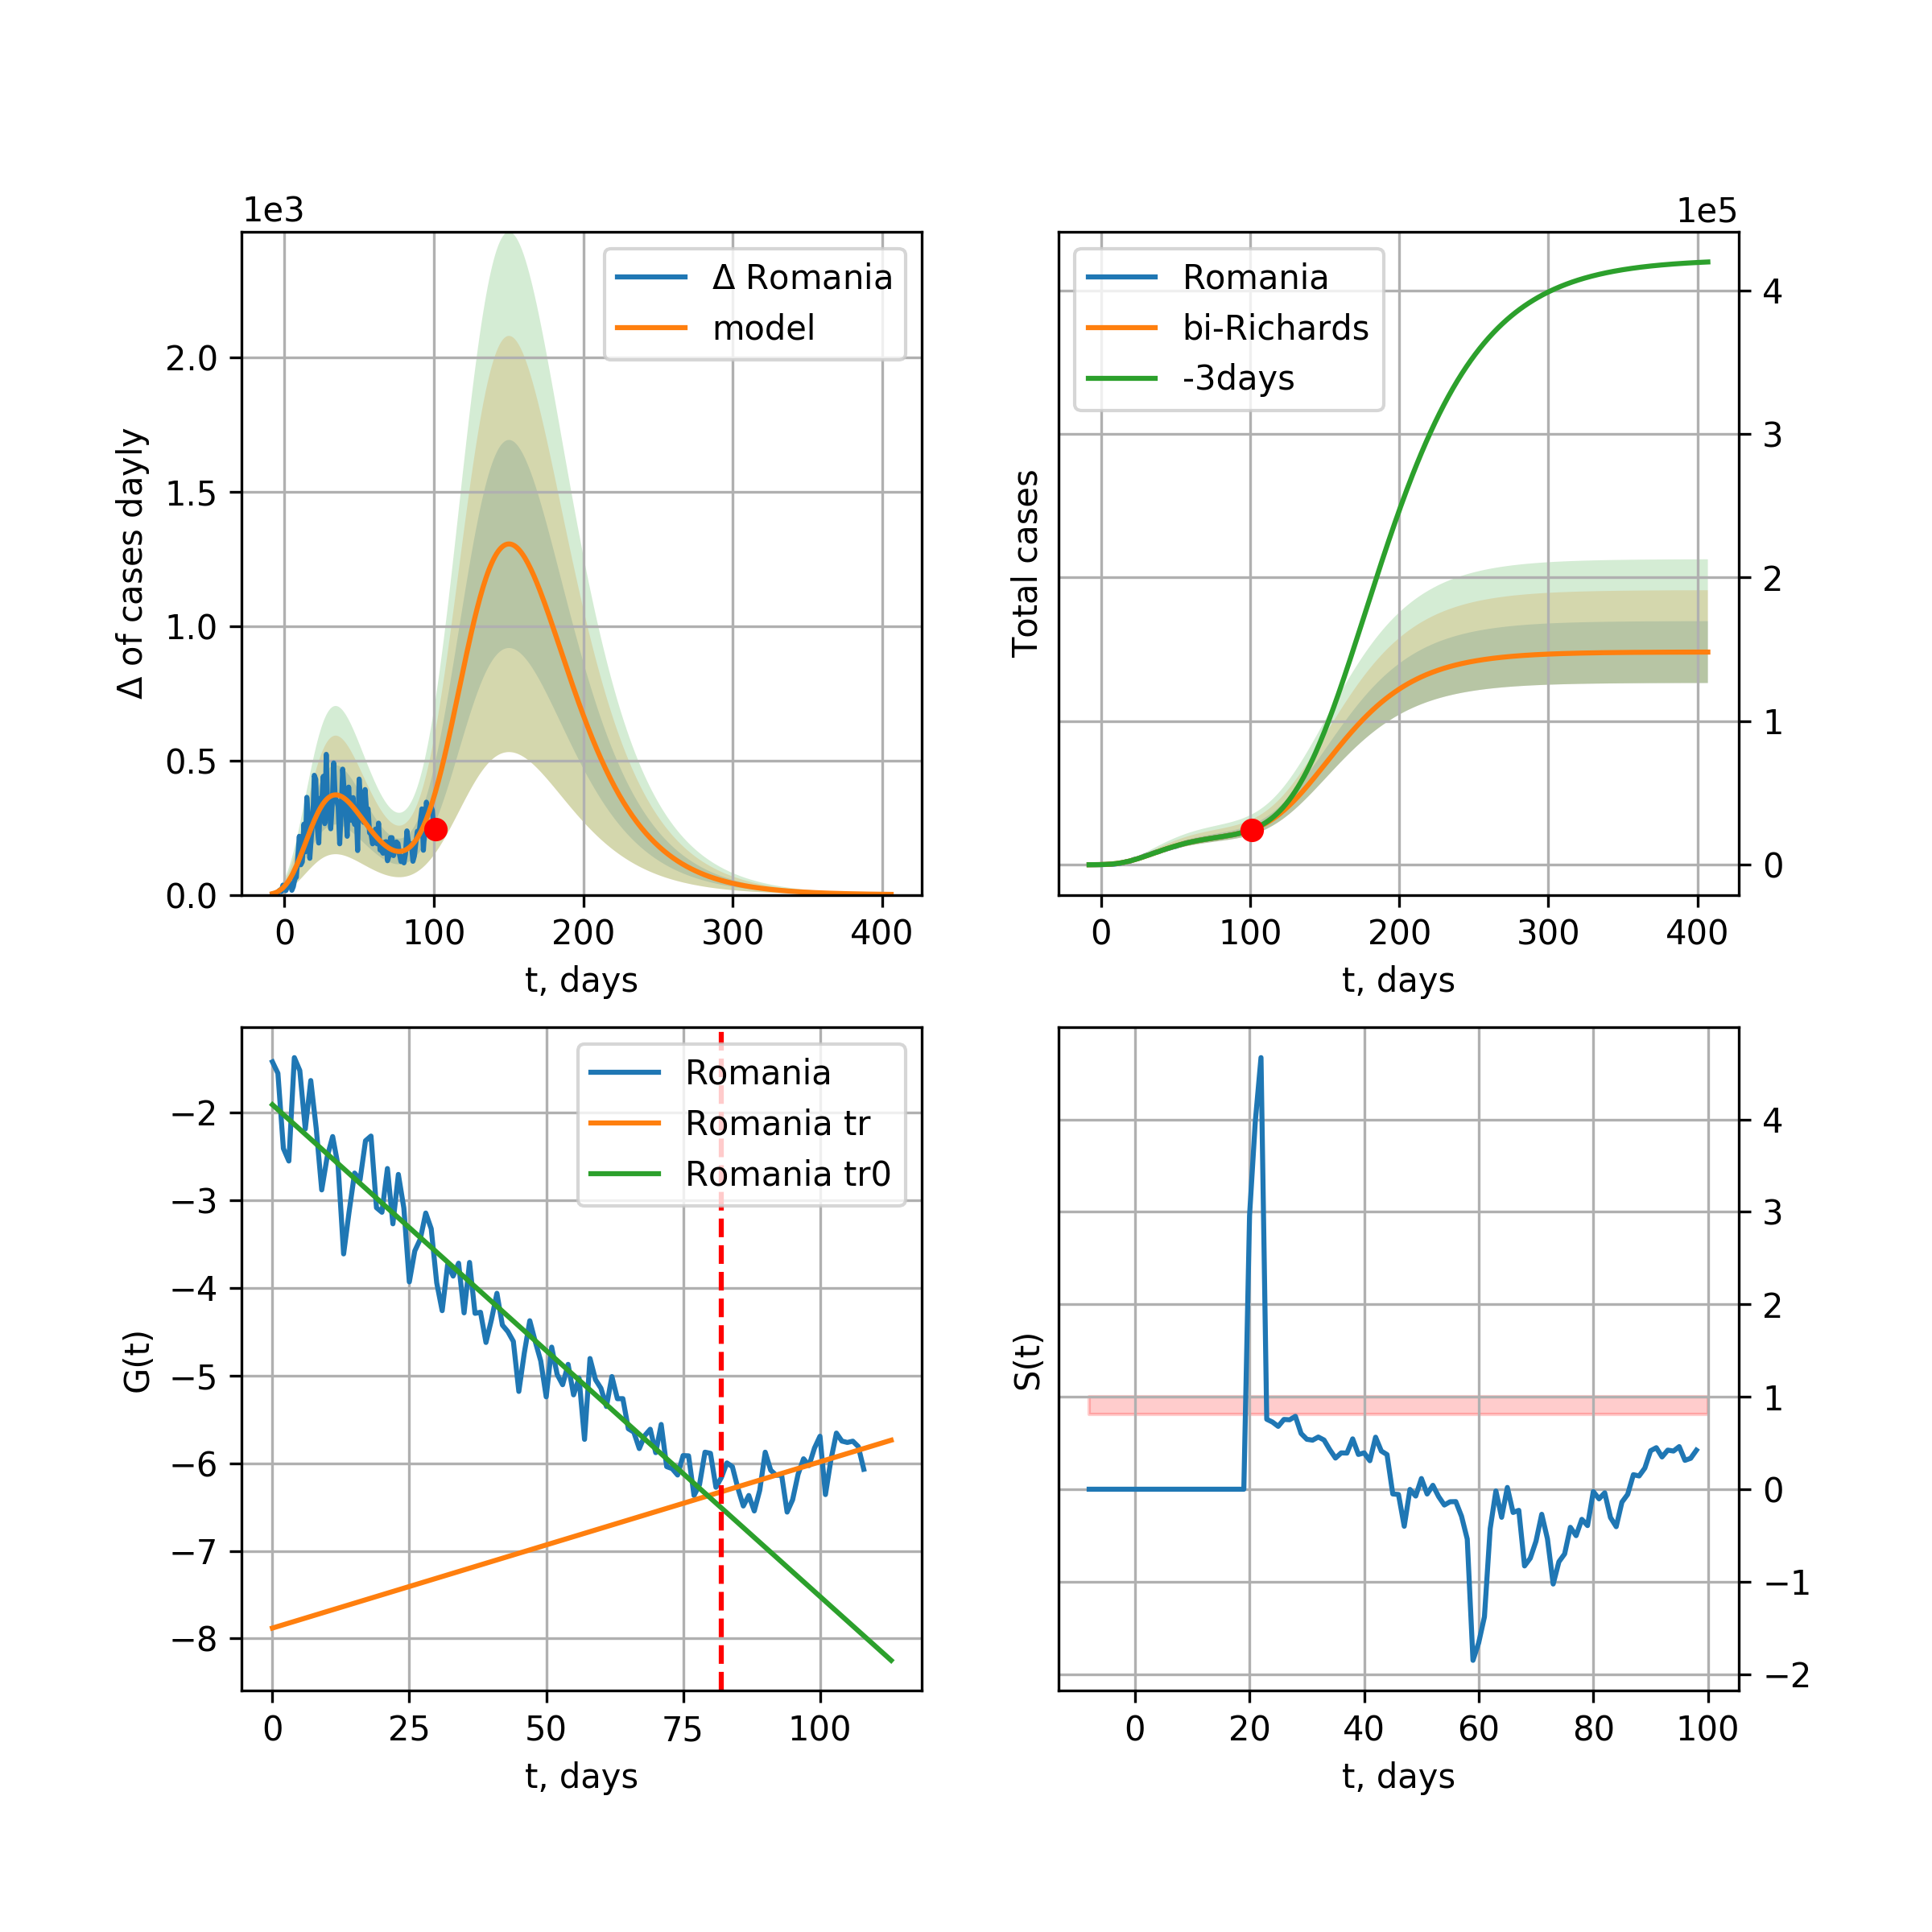 1e3
Δ of cases dayly
2.0
1.5
1.0
0.5
0.0
0 100 200 300 400
t, days
Δ Romania
model
1e5
Total cases
4
3
2
1
0
0 100 200 300 400
t, days
Romania
bi-Richards
-3days
G(t)
−2
−3
−4
−5
−6
−7
−8
0 25 50 75 100
t, days
Romania
Romania tr
Romania tr0
S(t)
4
3
2
1
0
−1
−2
0 20 40 60 80 100
t, days